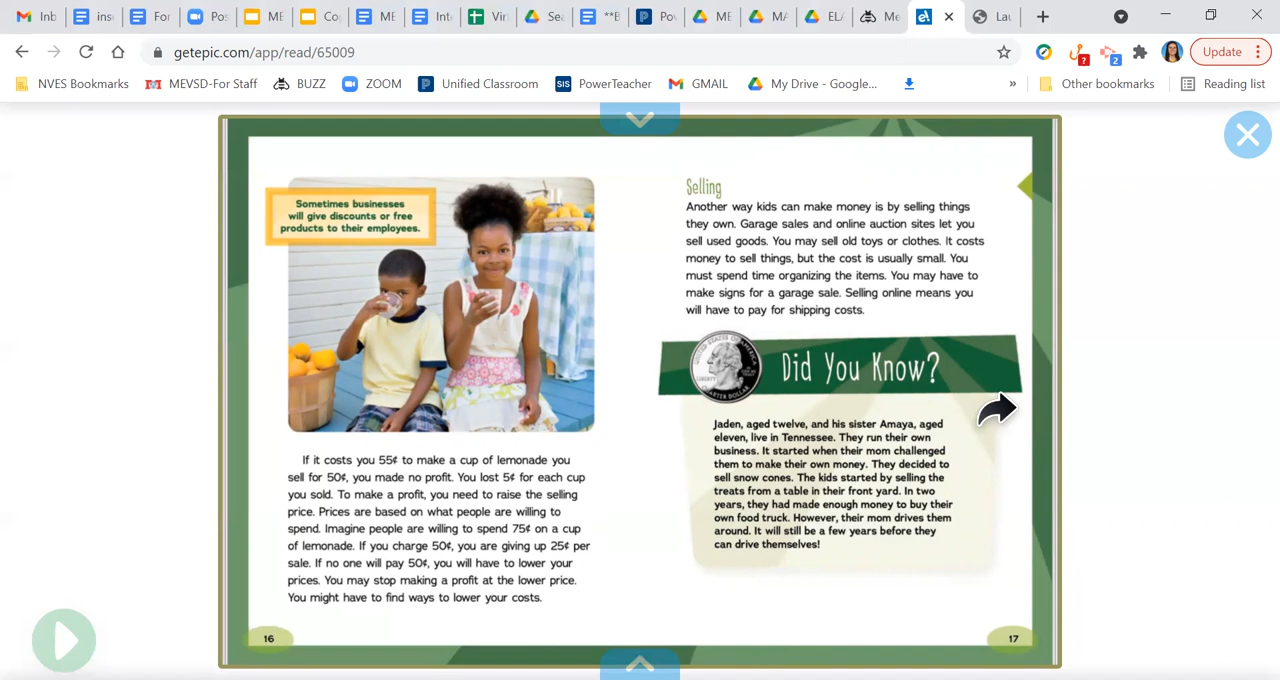 Inb
ins
For
Pos
ME
Co
ME
Int
Vir
Se
**B
Po
ME
MA
ELA
Me
Lau
getepic.com/app/read/65009
Update
NVES Bookmarks
MEVSD-For Staff
BUZZ
ZOOM
Unified Classroom
SIS
PowerTeacher
GMAIL
My Drive - Google...
»
Other bookmarks
Reading list
Sometimes businesses
will give discounts or free
products to their employees.
If it costs you 55¢ to make a cup of lemonade you
sell for 50¢, you made no profit. You lost 5¢ for each cup
you sold. To make a profit, you need to raise the selling
price. Prices are based on what people are willing to
spend. Imagine people are willing to spend 75¢ on a cup
of lemonade. If you charge 50¢, you are giving up 25¢ per
sale. If no one will pay 50¢, you will have to lower your
prices. You may stop making a profit at the lower price.
You might have to find ways to lower your costs.
16
Selling
Another way kids can make money is by selling things
they own. Garage sales and online auction sites let you
sell used goods. You may sell old toys or clothes. It costs
money to sell things, but the cost is usually small. You
must spend time organizing the items. You may have to
make signs for a garage sale. Selling online means you
will have to pay for shipping costs.
UNITED STATES OF AMERICA
LIBERTY
QUARTER DOLLAR
Did You Know?
Jaden, aged twelve, and his sister Amaya, aged
eleven, live in Tennessee. They run their own
business. It started when their mom challenged
them to make their own money. They decided to
sell snow cones. The kids started by selling the
treats from a table in their front yard. In two
years, they had made enough money to buy their
own food truck. However, their mom drives them
around. It will still be a few years before they
can drive themselves!
17